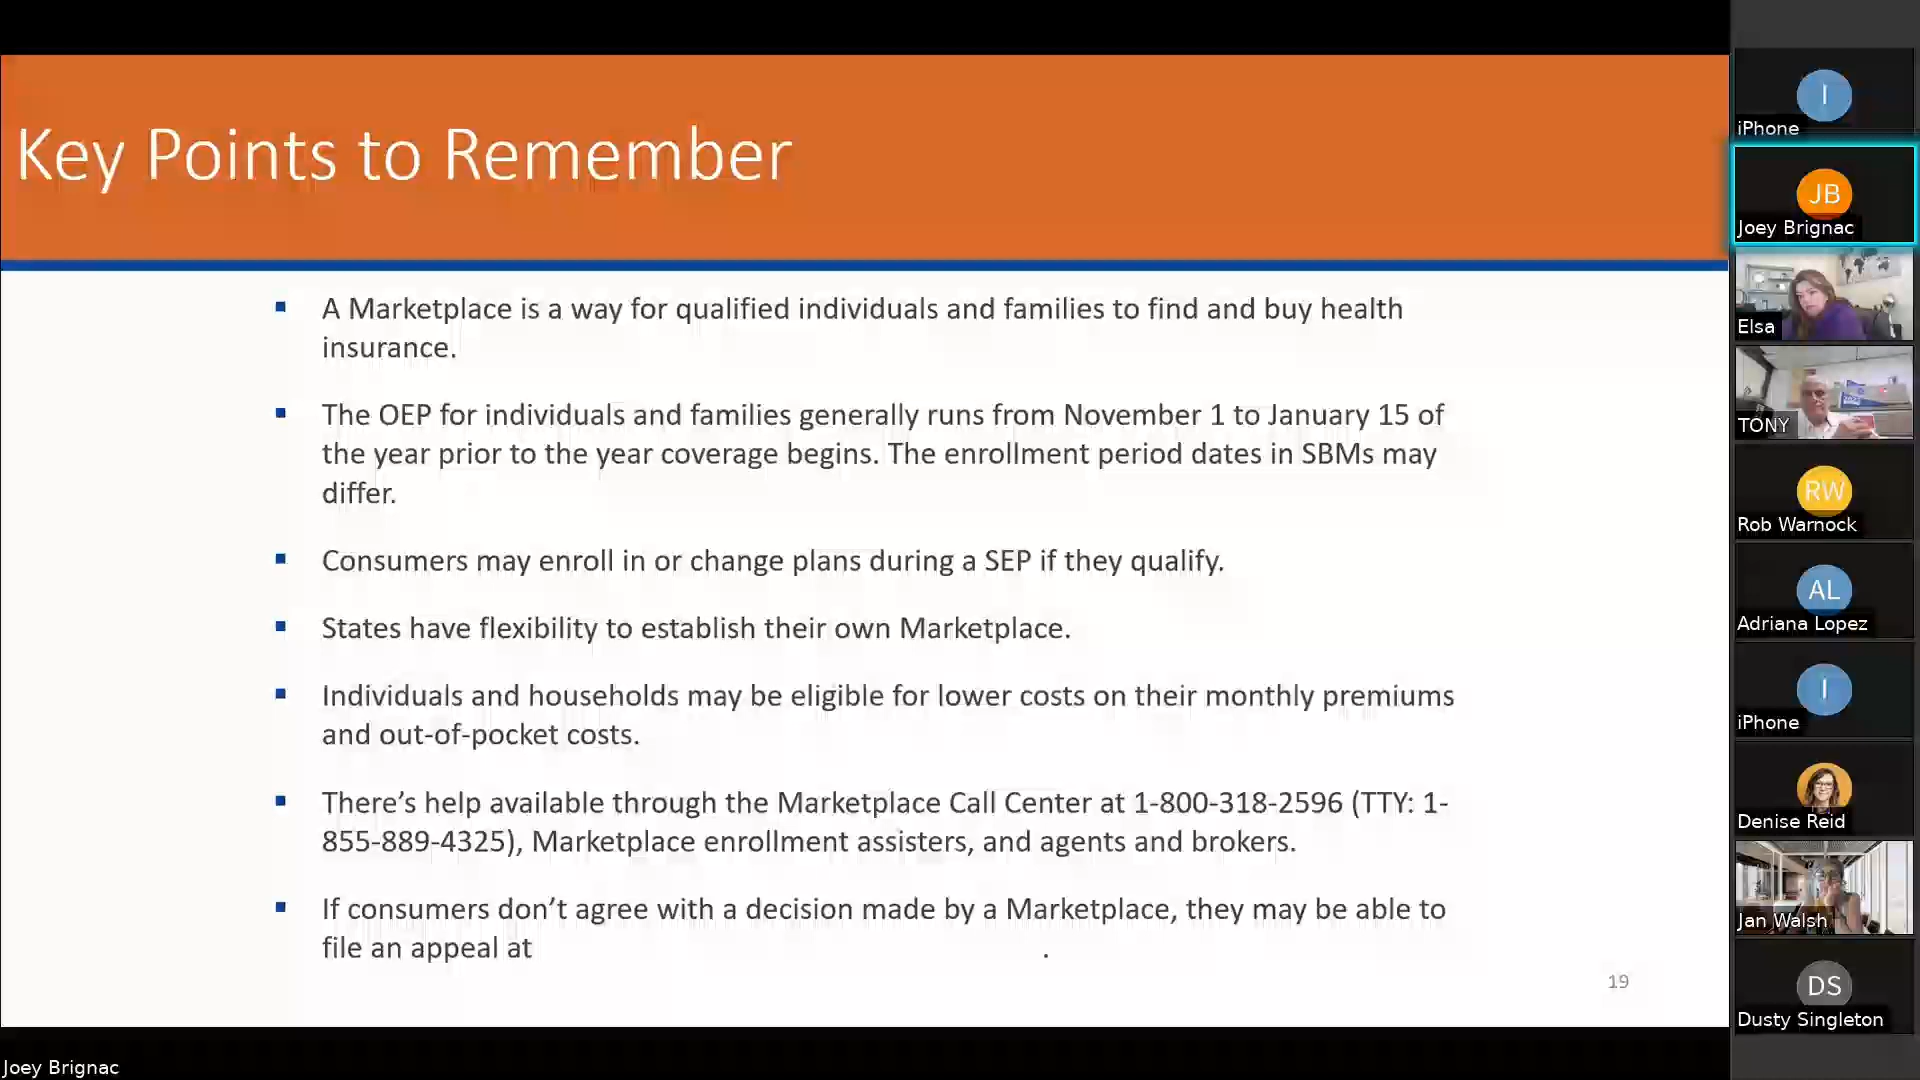 Key Points to Remember
▪ A Marketplace is a way for qualified individuals and families to find and buy health
insurance.
▪ The OEP for individuals and families generally runs from November 1 to January 15 of
the year prior to the year coverage begins. The enrollment period dates in SBMs may
differ.
▪ Consumers may enroll in or change plans during a SEP if they qualify.
▪ States have flexibility to establish their own Marketplace.
▪ Individuals and households may be eligible for lower costs on their monthly premiums
and out-of-pocket costs.
▪ There’s help available through the Marketplace Call Center at 1-800-318-2596 (TTY: 1-
855-889-4325), Marketplace enrollment assisters, and agents and brokers.
▪ If consumers don’t agree with a decision made by a Marketplace, they may be able to
file an appeal at .
19
Joey Brignac
I
iPhone
JB
Joey Brignac
Elsa
TONY
RW
Rob Warnock
AL
Adriana Lopez
I
iPhone
Denise Reid
Jan Walsh
DS
Dusty Singleton